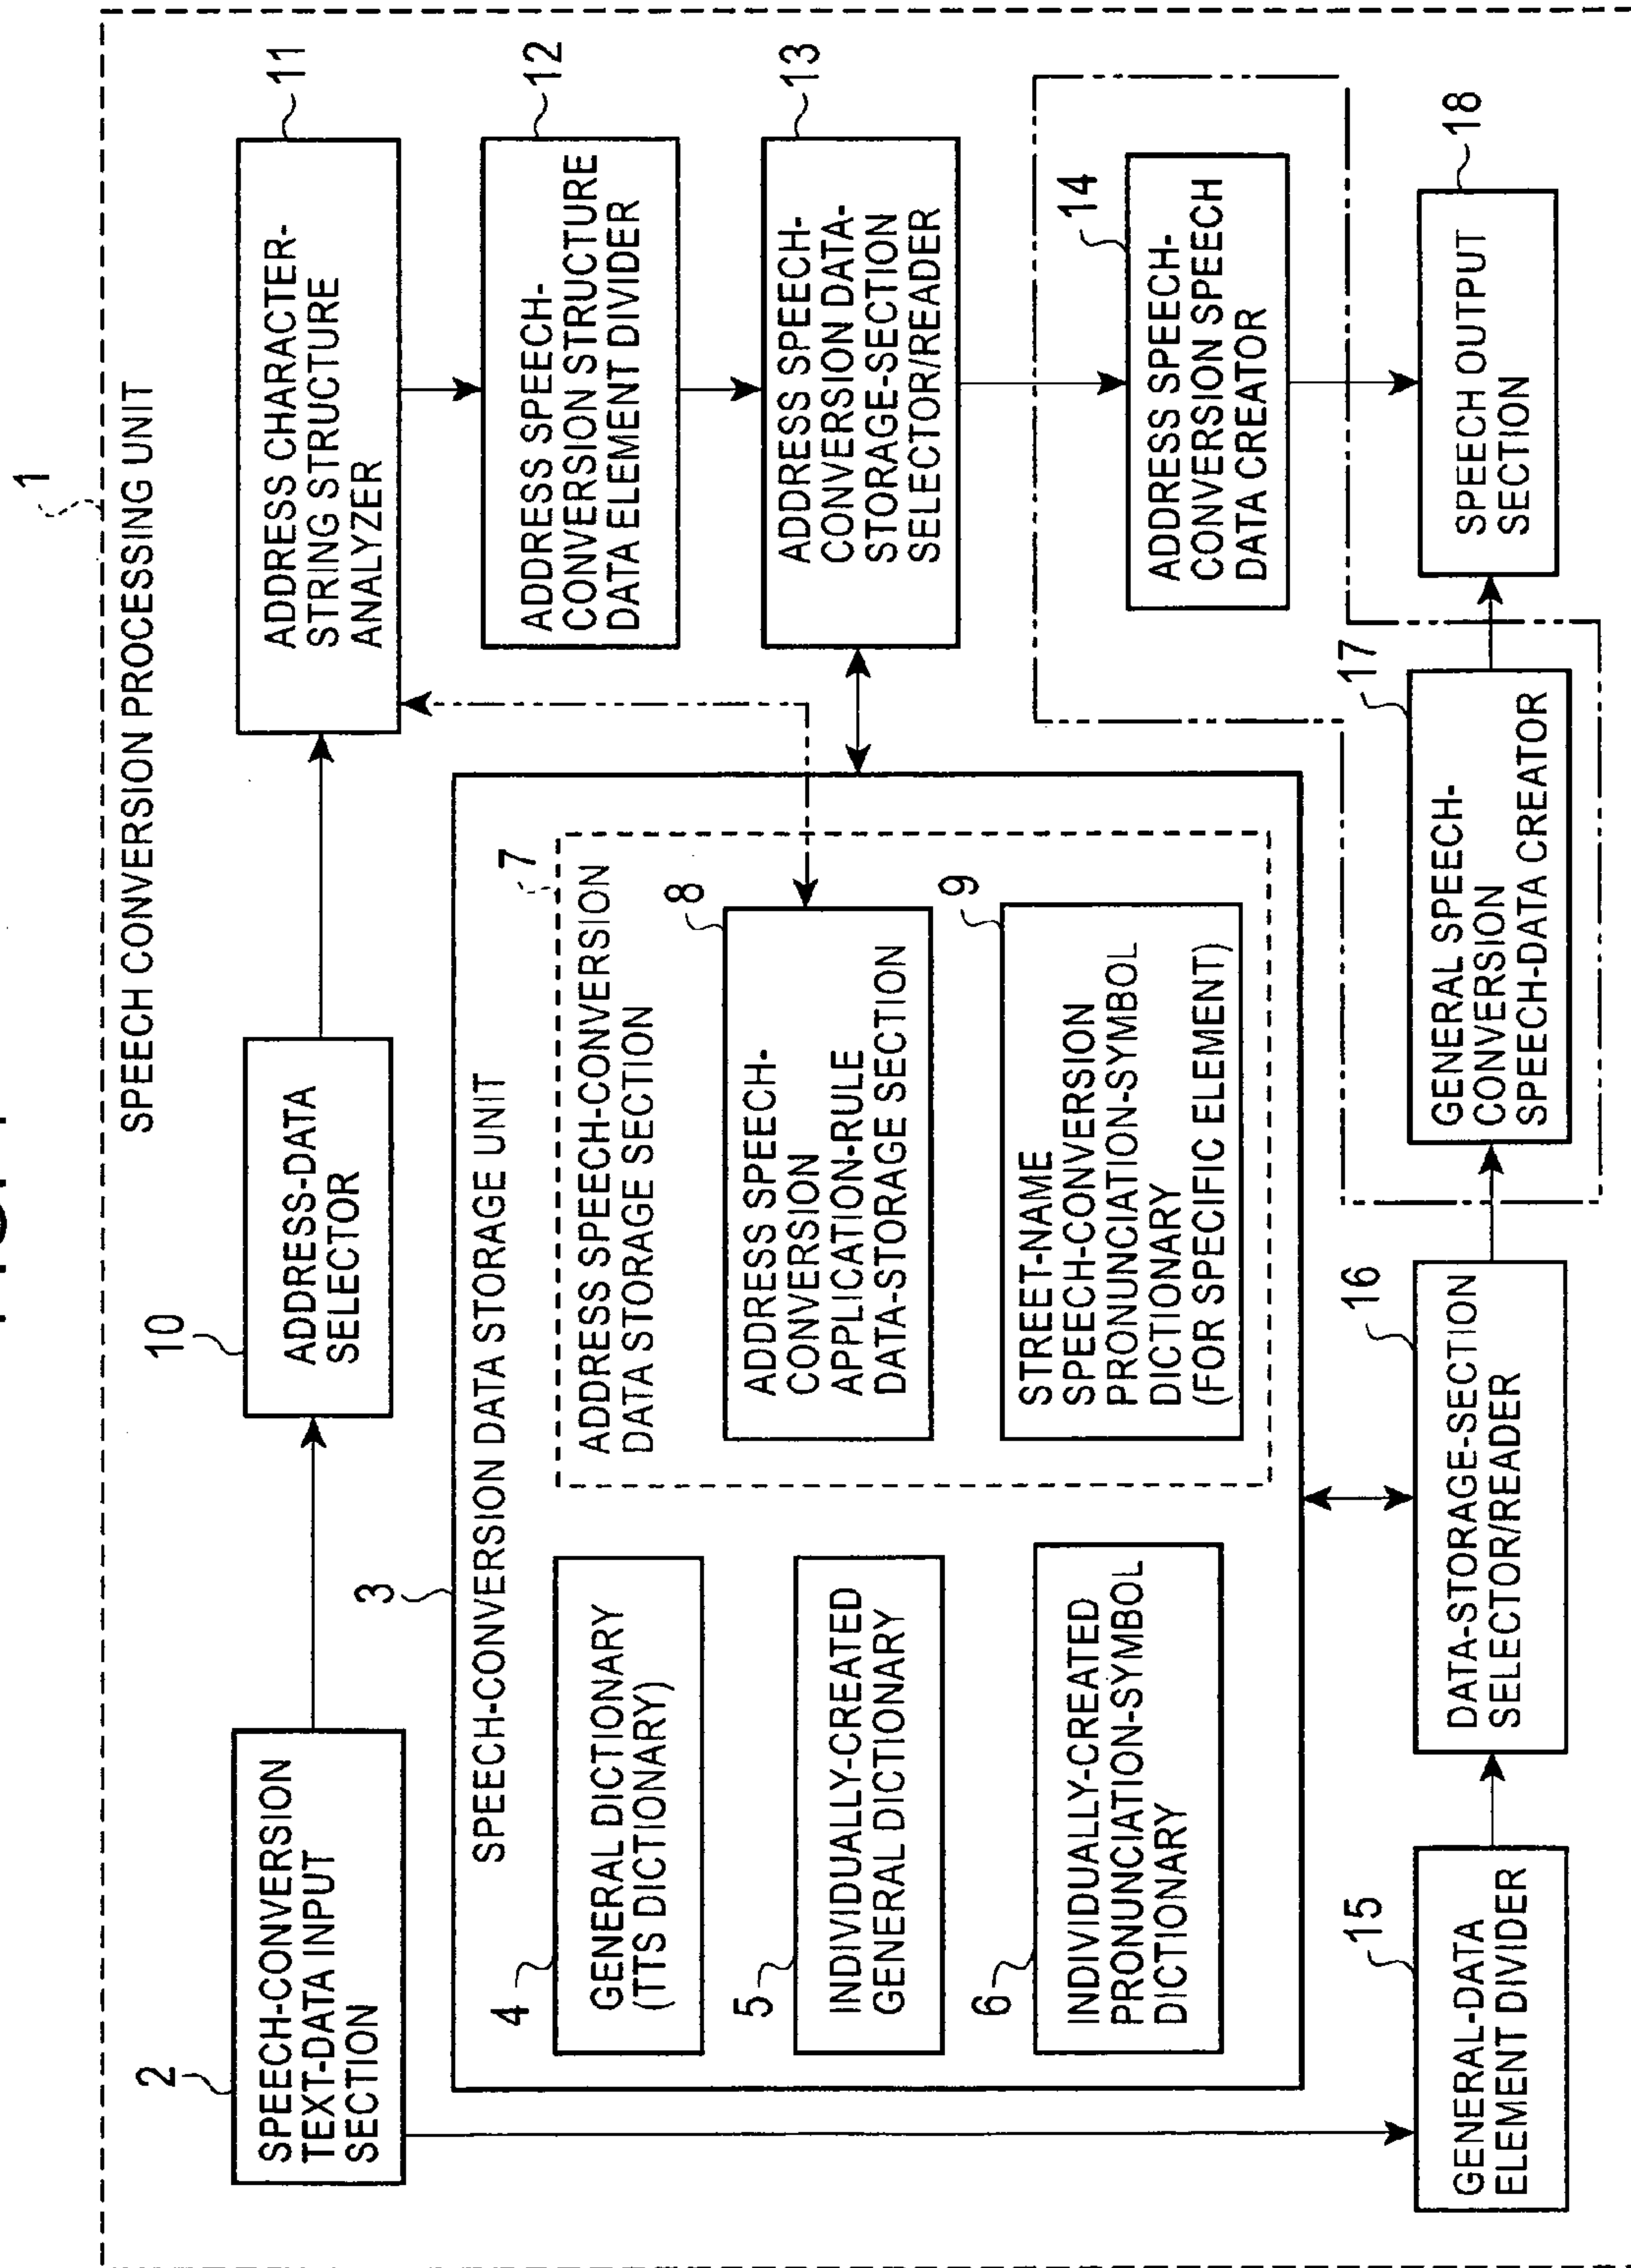 1
SPEECH CONVERSION PROCESSING UNIT
2
SPEECH-CONVERSION
TEXT-DATA INPUT
SECTION
10
ADDRESS-DATA
SELECTOR
11
ADDRESS CHARACTER-
STRING STRUCTURE
ANALYZER
12
ADDRESS SPEECH-
CONVERSION STRUCTURE
DATA ELEMENT DIVIDER
13
ADDRESS SPEECH-
CONVERSION DATA-
STORAGE-SECTION
SELECTOR/READER
3
SPEECH-CONVERSION DATA STORAGE UNIT
4
GENERAL DICTIONARY
(TTS DICTIONARY)
5
INDIVIDUALLY-CREATED
GENERAL DICTIONARY
6
INDIVIDUALLY-CREATED
PRONUNCIATION-SYMBOL
DICTIONARY
7
ADDRESS SPEECH-CONVERSION
DATA STORAGE SECTION
8
ADDRESS SPEECH-
CONVERSION
APPLICATION-RULE
DATA-STORAGE SECTION
9
STREET-NAME
SPEECH-CONVERSION
PRONUNCIATION-SYMBOL
DICTIONARY
(FOR SPECIFIC ELEMENT)
14
ADDRESS SPEECH-
CONVERSION SPEECH
DATA CREATOR
15
GENERAL-DATA
ELEMENT DIVIDER
16
DATA-STORAGE-SECTION
SELECTOR/READER
17
GENERAL SPEECH-
CONVERSION
SPEECH-DATA CREATOR
18
SPEECH OUTPUT
SECTION